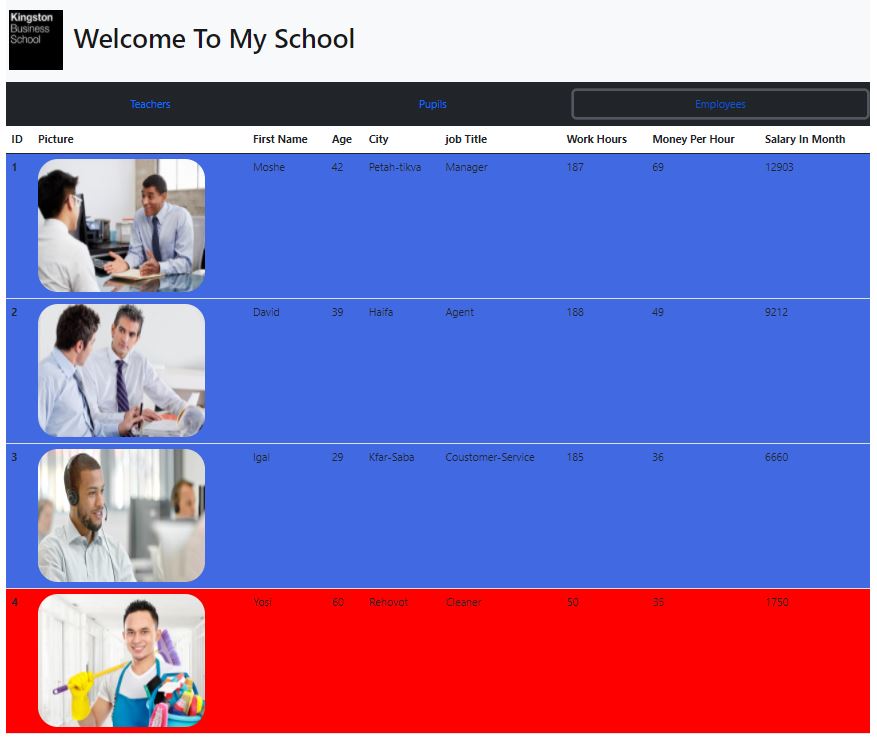 Kingston
Business
School
Welcome To My School
Teachers Pupils Employees
ID Picture First Name Age City job Title Work Hours Money Per Hour Salary In Month
1 Moshe 42 Petah-tikva Manager 187 69 12903
2 David 39 Haifa Agent 188 49 9212
3 Igal 29 Kfar-Saba Coustomer-Service 185 36 6660
4 Yosi 60 Rehovot Cleaner 50 35 1750